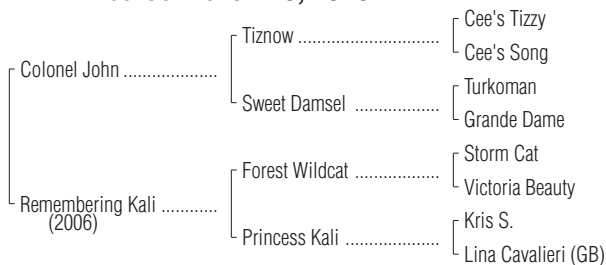 Tiznow ................................
Cee's Tizzy
Cee's Song
Colonel John ....................
Sweet Damsel ...................
Turkoman
Grande Dame
Forest Wildcat ...................
Storm Cat
Victoria Beauty
Remembering Kali ............
(2006)
Princess Kali .....................
Kris S.
Lina Cavalieri (GB)